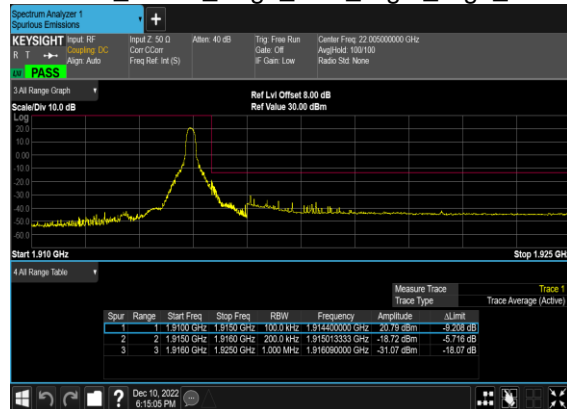 Spectrum Analyzer 1
Spurious Emissions
+
KEYSIGHT Input: RF Input Z: 50 Ω Atten: 40 dB Trig: Free Run Center Freq: 22.005000000 GHz
R T Coupling: DC Corr CCorr Gate: Off Avg|Hold: 100/100
Align: Auto Freq Ref: Int (S) IF Gain: Low Radio Std: None
PASS
3 All Range Graph Ref Lvl Offset 8.00 dB
Scale/Div 10.0 dB Ref Value 30.00 dBm
Log
20.0
10.0
0.00
-10.0
-20.0
-30.0
-40.0
-50.0
-60.0
Start 1.910 GHz Stop 1.925 GHz
4 All Range Table
Measure Trace Trace 1
Trace Type Trace Average (Active)
Spur Range Start Freq Stop Freq RBW Frequency Amplitude ΔLimit
1 1 1.9100 GHz 1.9150 GHz 100.0 kHz 1.914400000 GHz 20.79 dBm -9.208 dB
2 2 1.9150 GHz 1.9160 GHz 200.0 kHz 1.915013333 GHz -18.72 dBm -5.716 dB
3 3 1.9160 GHz 1.9250 GHz 1.000 MHz 1.916090000 GHz -31.07 dBm -18.07 dB
? Dec 10, 2022
6:15:05 PM